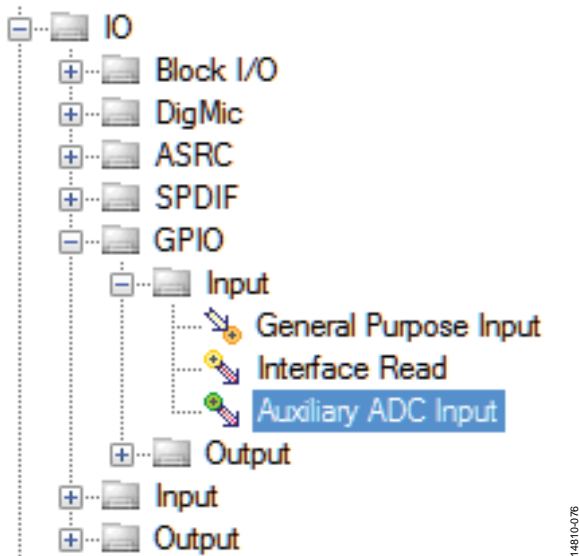 IO
Block I/O
DigMic
ASRC
SPDIF
GPIO
Input
General Purpose Input
Interface Read
Auxiliary ADC Input
Output
Input
Output
14810-076